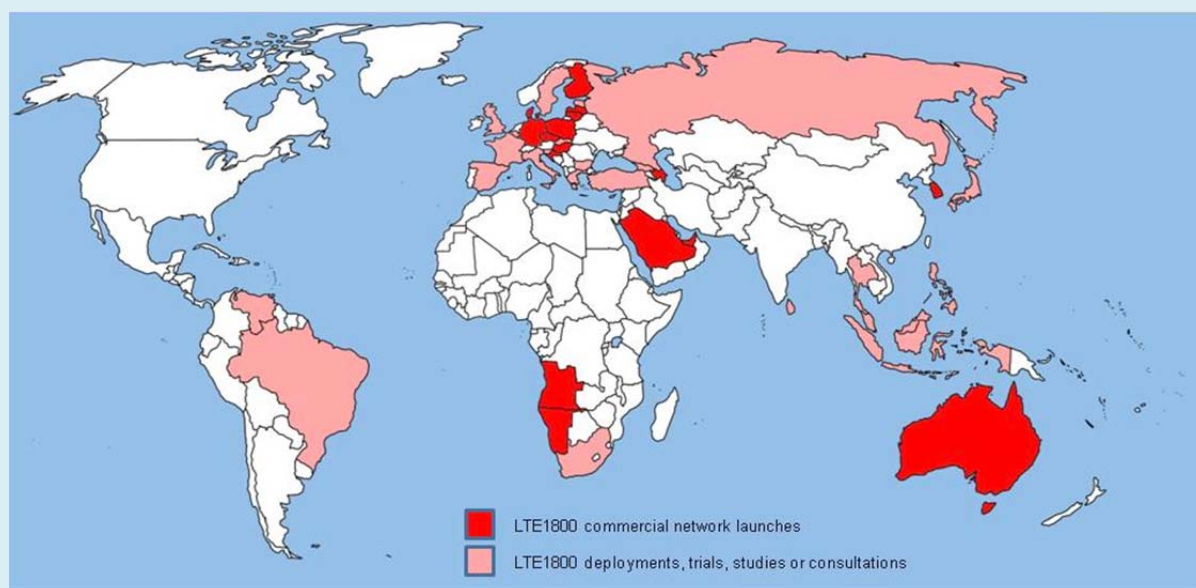 LTE1800 commercial network launches
LTE1800 deployments, trials, studies or consultations